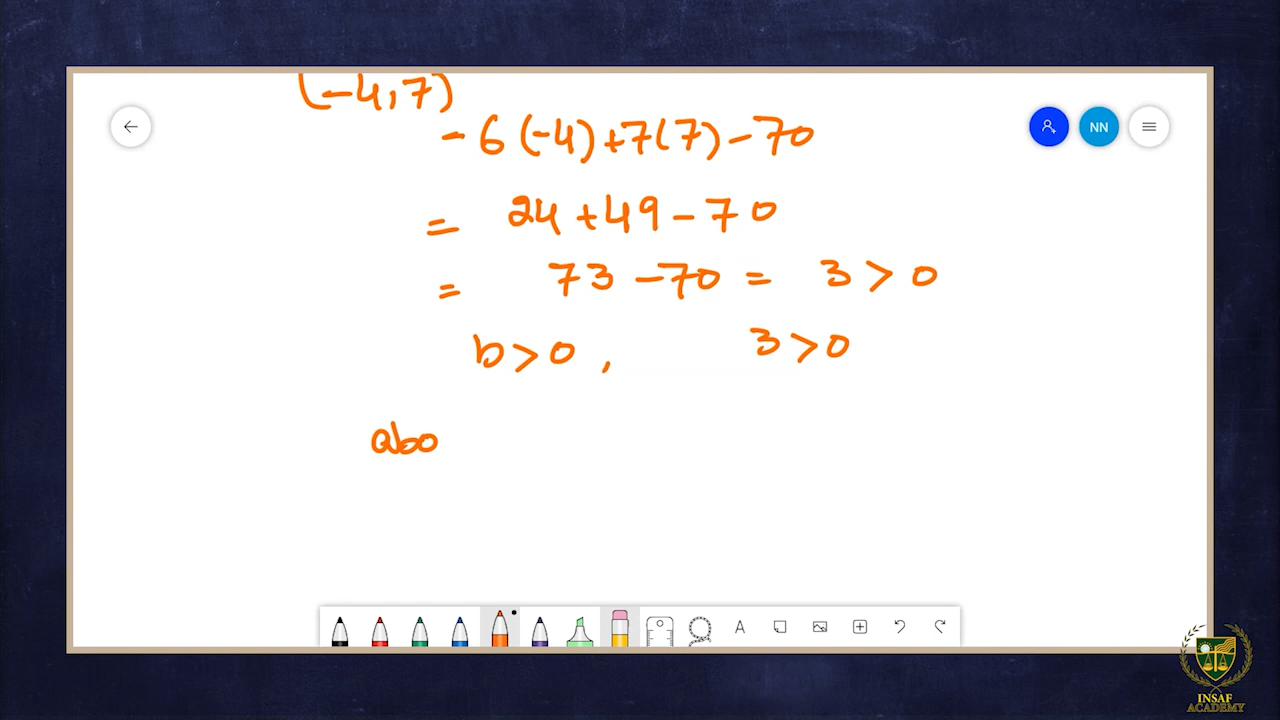 (-4,7)
-6(-4)+7(7)-70
= 24+49-70
= 73-70 = 3>0
b>0, 3>0
abo
NN
A
INSAF
ACADEMY